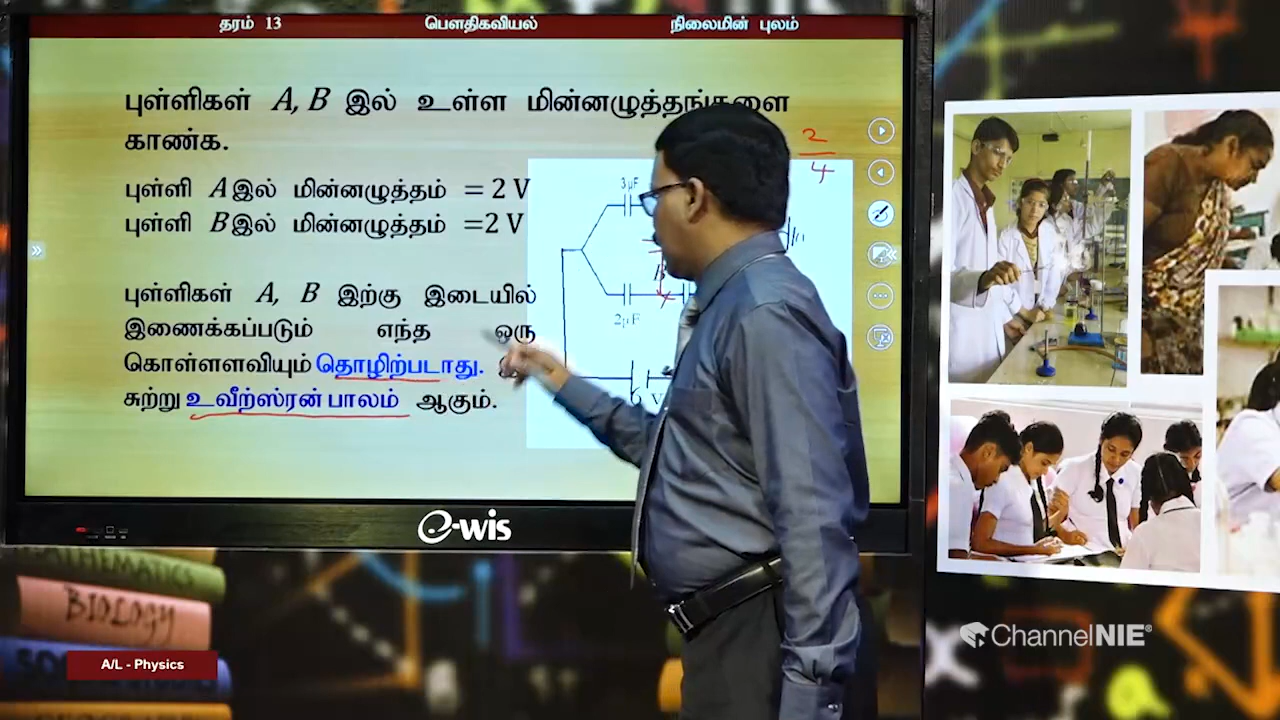 தரம் 13
பௌதிகவியல்
நிலைமின் புலம்
புள்ளிகள் A, B இல் உள்ள மின்னழுத்தங்களை
காண்க.
2
4
புள்ளி A இல் மின்னழுத்தம் = 2 V
புள்ளி B இல் மின்னழுத்தம் =2 V
3μF
B
2μF
6 V
புள்ளிகள் A, B இற்கு இடையில்
இணைக்கப்படும் எந்த ஒரு
கொள்ளளவியும் தொழிற்படாது.
சுற்று உவீற்ஸ்ரன் பாலம் ஆகும்.
e-wis
MATHEMATICS
BIOLOGY
A/L - Physics
ChannelNIE®